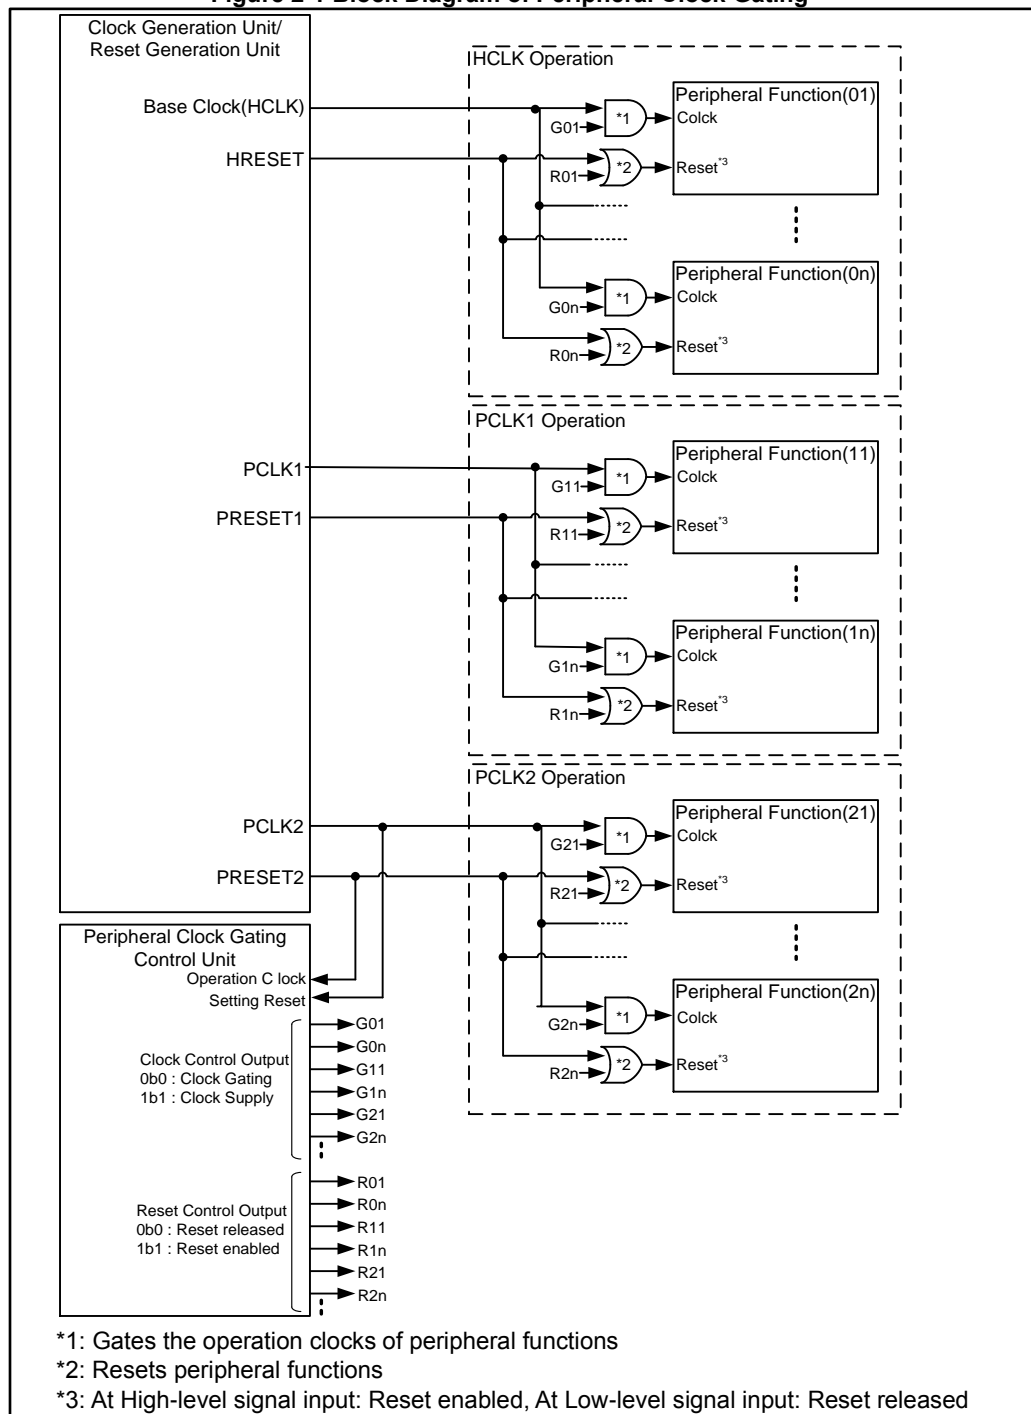 Figure 2-1 Block Diagram of Peripheral Clock Gating
Clock Generation Unit/
Reset Generation Unit
Base Clock(HCLK)
HRESET
PCLK1
PRESET1
PCLK2
PRESET2
HCLK Operation
G01
*1
R01
*2
Peripheral Function(01)
Colck
Reset*3
G0n
*1
R0n
*2
Peripheral Function(0n)
Colck
Reset*3
PCLK1 Operation
G11
*1
R11
*2
Peripheral Function(11)
Colck
Reset*3
G1n
*1
R1n
*2
Peripheral Function(1n)
Colck
Reset*3
PCLK2 Operation
G21
*1
R21
*2
Peripheral Function(21)
Colck
Reset*3
G2n
*1
R2n
*2
Peripheral Function(2n)
Colck
Reset*3
Peripheral Clock Gating
Control Unit
Operation C lock
Setting Reset
Clock Control Output
0b0 : Clock Gating
1b1 : Clock Supply
G01
G0n
G11
G1n
G21
G2n
Reset Control Output
0b0 : Reset released
1b1 : Reset enabled
R01
R0n
R11
R1n
R21
R2n
*1: Gates the operation clocks of peripheral functions
*2: Resets peripheral functions
*3: At High-level signal input: Reset enabled, At Low-level signal input: Reset released